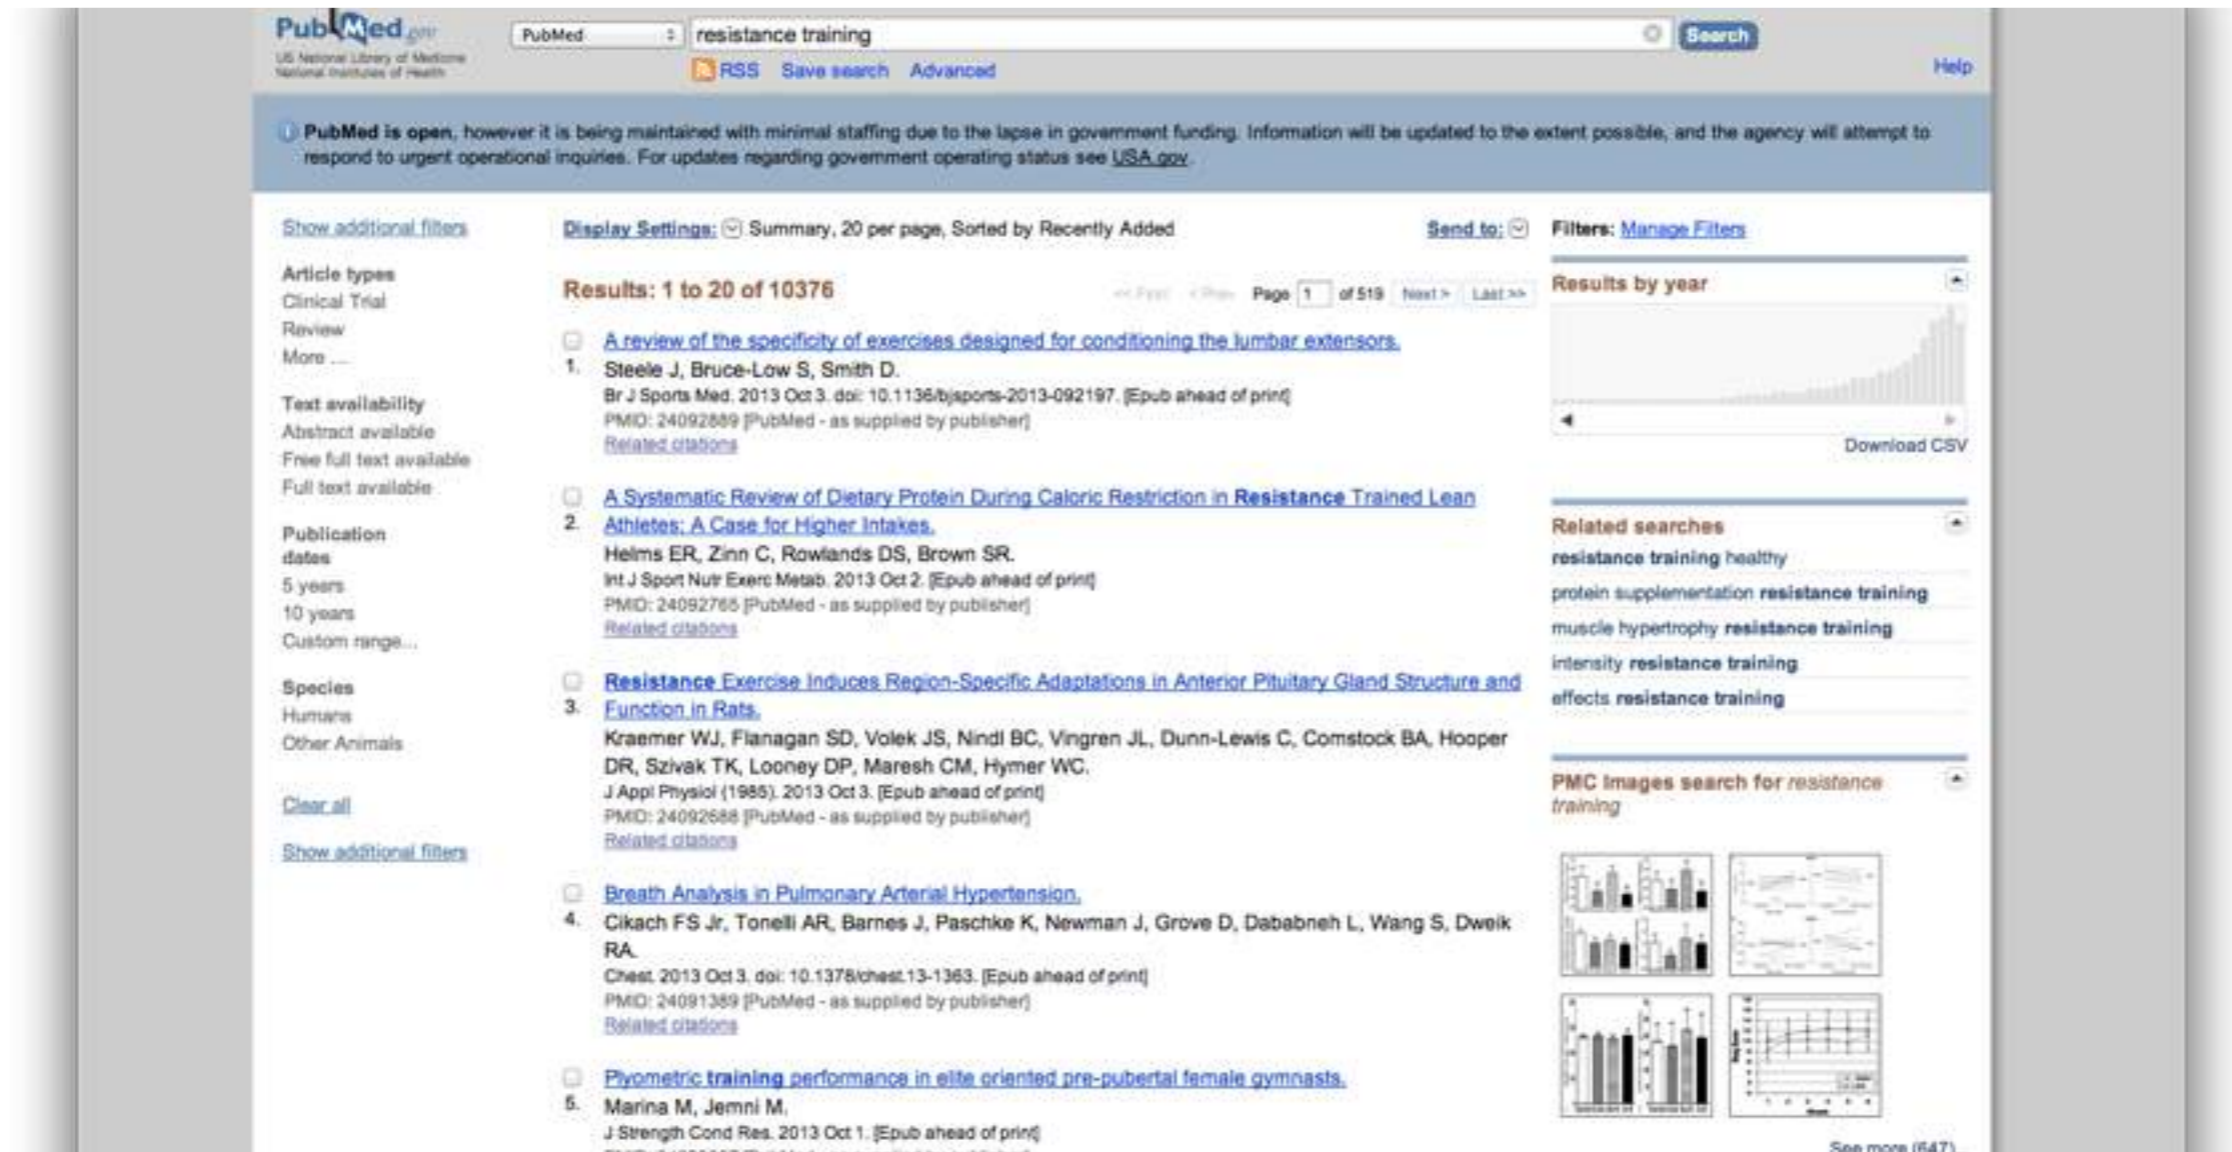 PubMed.gov
US National Library of Medicine
National Institutes of Health
PubMed
resistance training
Search
RSS Save search Advanced
Help
PubMed is open, however it is being maintained with minimal staffing due to the lapse in government funding. Information will be updated to the extent possible, and the agency will attempt to
respond to urgent operational inquiries. For updates regarding government operating status see USA.gov.
Show additional filters
Article types
Clinical Trial
Review
More ...
Text availability
Abstract available
Free full text available
Full text available
Publication
dates
5 years
10 years
Custom range...
Species
Humans
Other Animals
Clear all
Show additional filters
Display Settings: Summary, 20 per page, Sorted by Recently Added
Send to:
Results: 1 to 20 of 10376
<< First < Prev Page 1 of 519 Next > Last >>
A review of the specificity of exercises designed for conditioning the lumbar extensors.
1. Steele J, Bruce-Low S, Smith D.
Br J Sports Med. 2013 Oct 3. doi: 10.1136/bjsports-2013-092197. [Epub ahead of print]
PMID: 24092889 [PubMed - as supplied by publisher]
Related citations
A Systematic Review of Dietary Protein During Caloric Restriction in Resistance Trained Lean
2. Athletes: A Case for Higher Intakes.
Helms ER, Zinn C, Rowlands DS, Brown SR.
Int J Sport Nutr Exerc Metab. 2013 Oct 2. [Epub ahead of print]
PMID: 24092765 [PubMed - as supplied by publisher]
Related citations
Resistance Exercise Induces Region-Specific Adaptations in Anterior Pituitary Gland Structure and
3. Function in Rats.
Kraemer WJ, Flanagan SD, Volek JS, Nindl BC, Vingren JL, Dunn-Lewis C, Comstock BA, Hooper
DR, Szivak TK, Looney DP, Maresh CM, Hymer WC.
J Appl Physiol (1985). 2013 Oct 3. [Epub ahead of print]
PMID: 24092688 [PubMed - as supplied by publisher]
Related citations
Breath Analysis in Pulmonary Arterial Hypertension.
4. Cikach FS Jr, Tonelli AR, Barnes J, Paschke K, Newman J, Grove D, Dababneh L, Wang S, Dweik
RA.
Chest. 2013 Oct 3. doi: 10.1378/chest.13-1363. [Epub ahead of print]
PMID: 24091389 [PubMed - as supplied by publisher]
Related citations
Plyometric training performance in elite oriented pre-pubertal female gymnasts.
5. Marina M, Jemni M.
J Strength Cond Res. 2013 Oct 1. [Epub ahead of print]
Filters: Manage Filters
Results by year
Download CSV
Related searches
resistance training healthy
protein supplementation resistance training
muscle hypertrophy resistance training
intensity resistance training
effects resistance training
PMC Images search for resistance
training
See more (647)